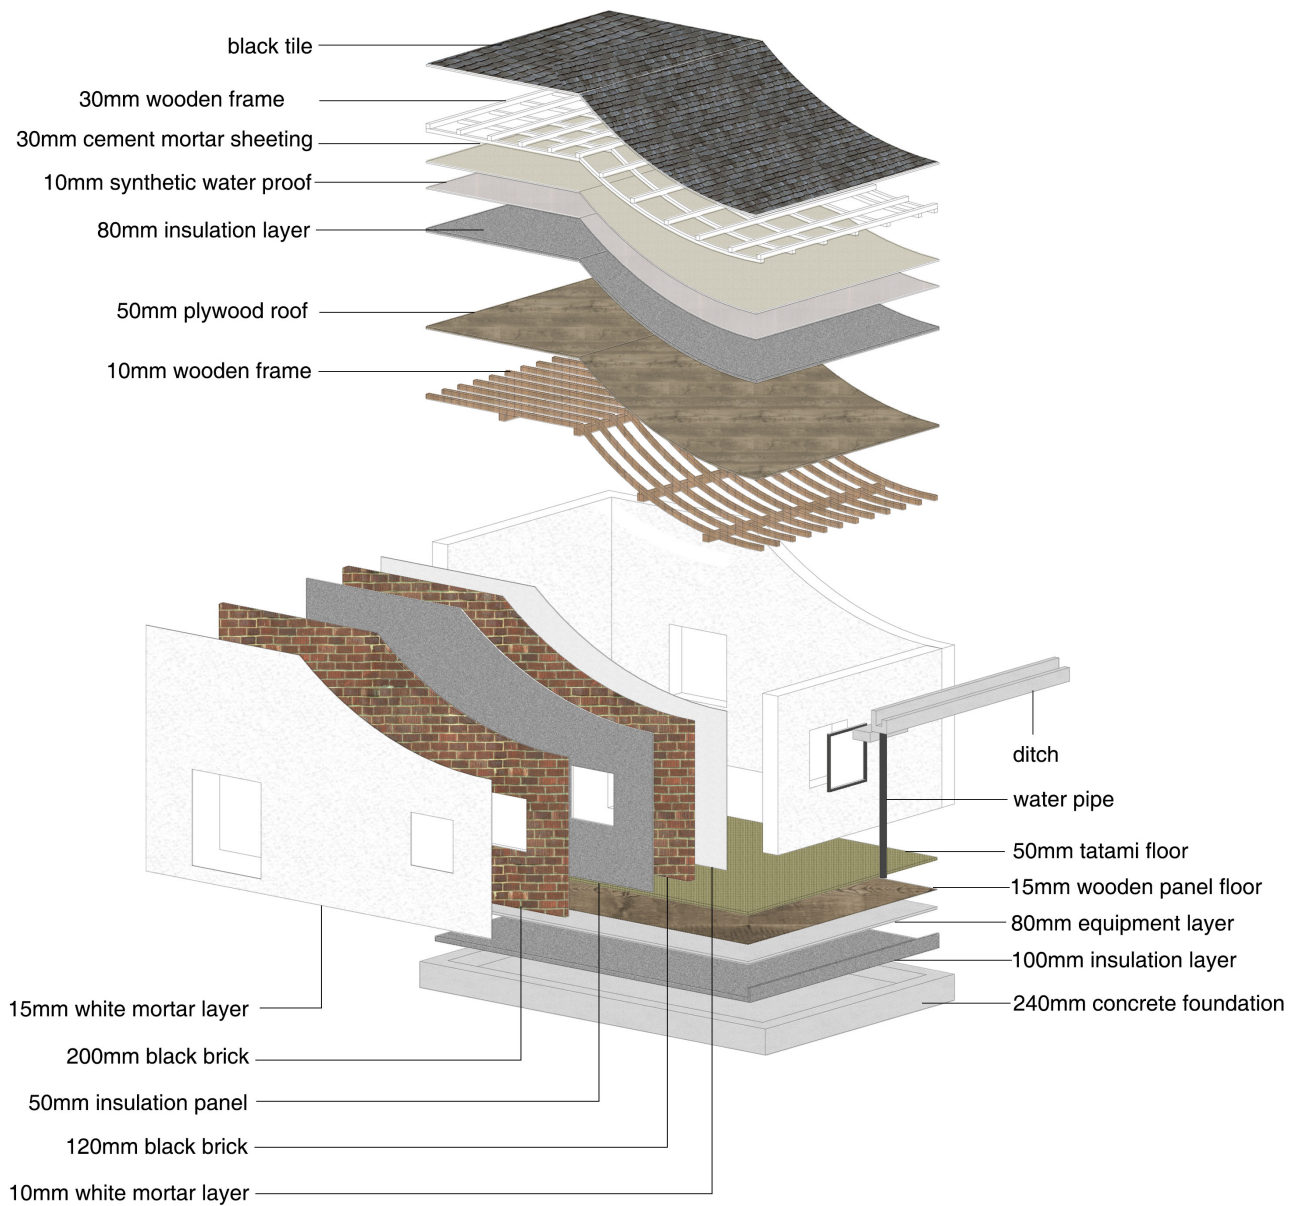 black tile
30mm wooden frame
30mm cement mortar sheeting
10mm synthetic water proof
80mm insulation layer
50mm plywood roof
10mm wooden frame
ditch
water pipe
50mm tatami floor
15mm wooden panel floor
80mm equipment layer
100mm insulation layer
240mm concrete foundation
15mm white mortar layer
200mm black brick
50mm insulation panel
120mm black brick
10mm white mortar layer